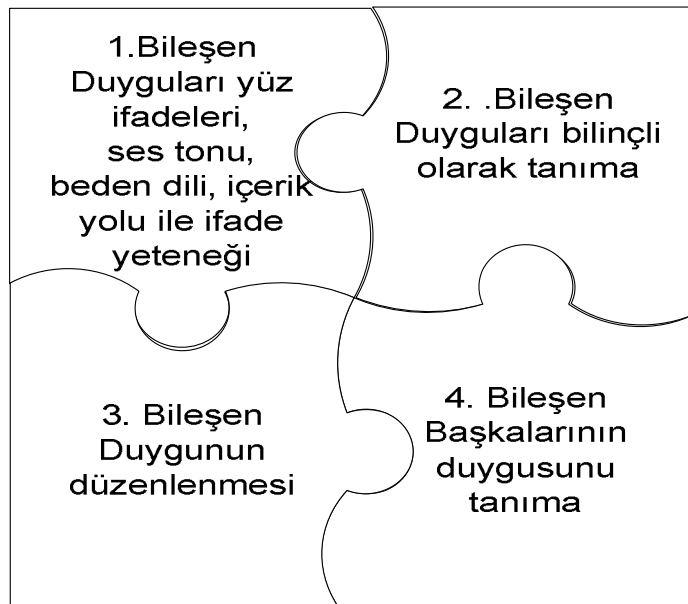 1.Bileşen
Duyguları yüz
ifadeleri,
ses tonu,
beden dili, içerik
yolu ile ifade
yeteneği
2. .Bileşen
Duyguları bilinçli
olarak tanıma
3. Bileşen
Duygunun
düzenlenmesi
4. Bileşen
Başkalarının
duygusunu
tanıma